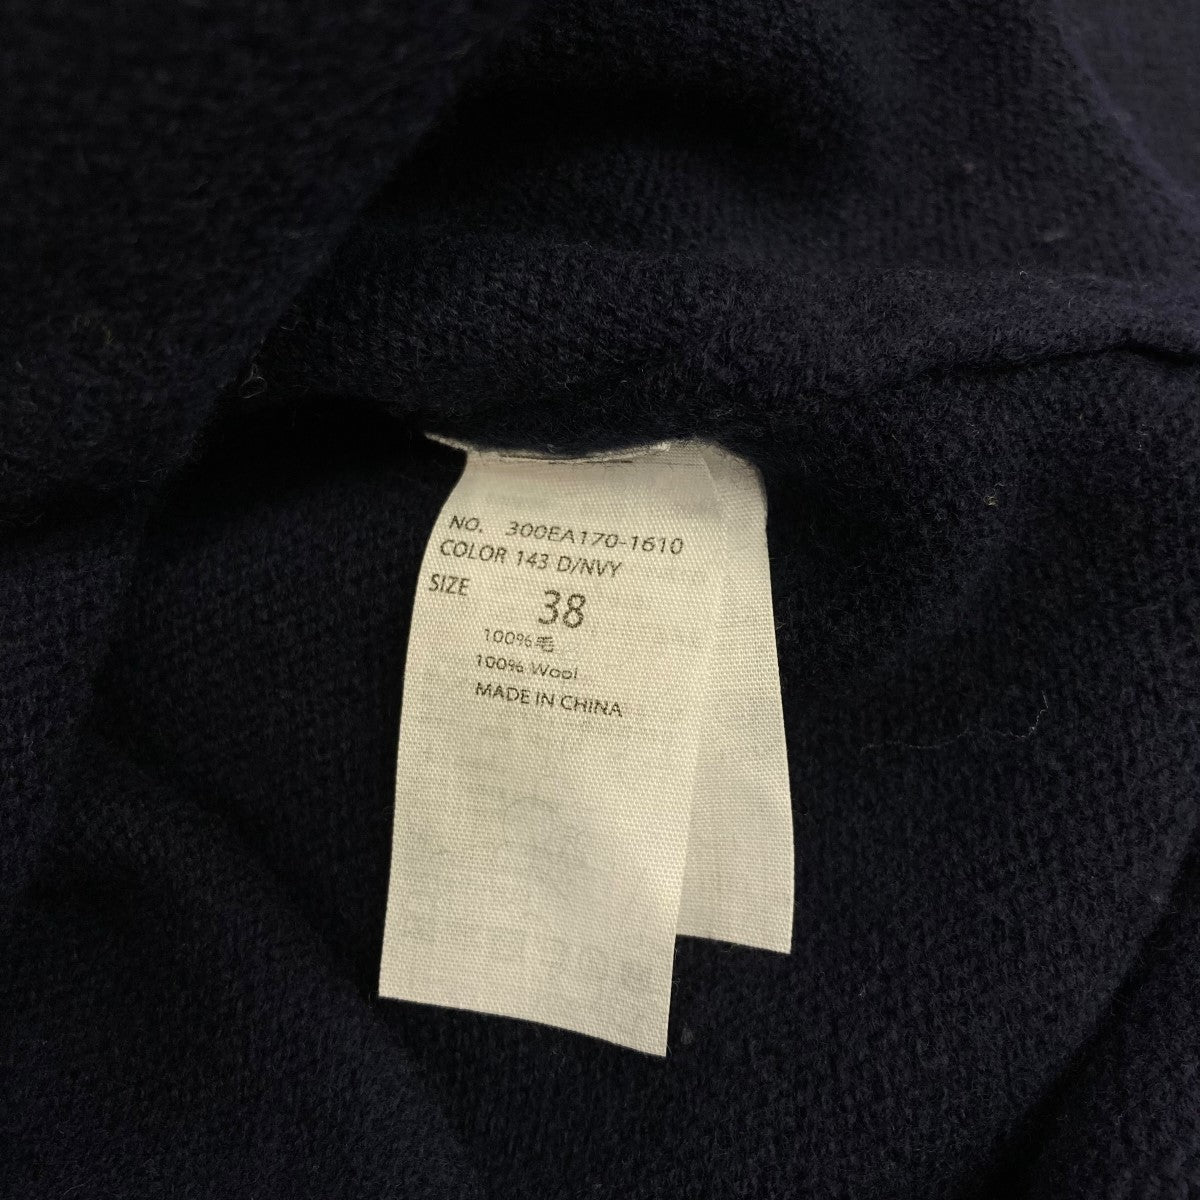 NO. 300EA170-1610
COLOR 143 D/NVY
SIZE 38
100%毛
100% Wool
MADE IN CHINA